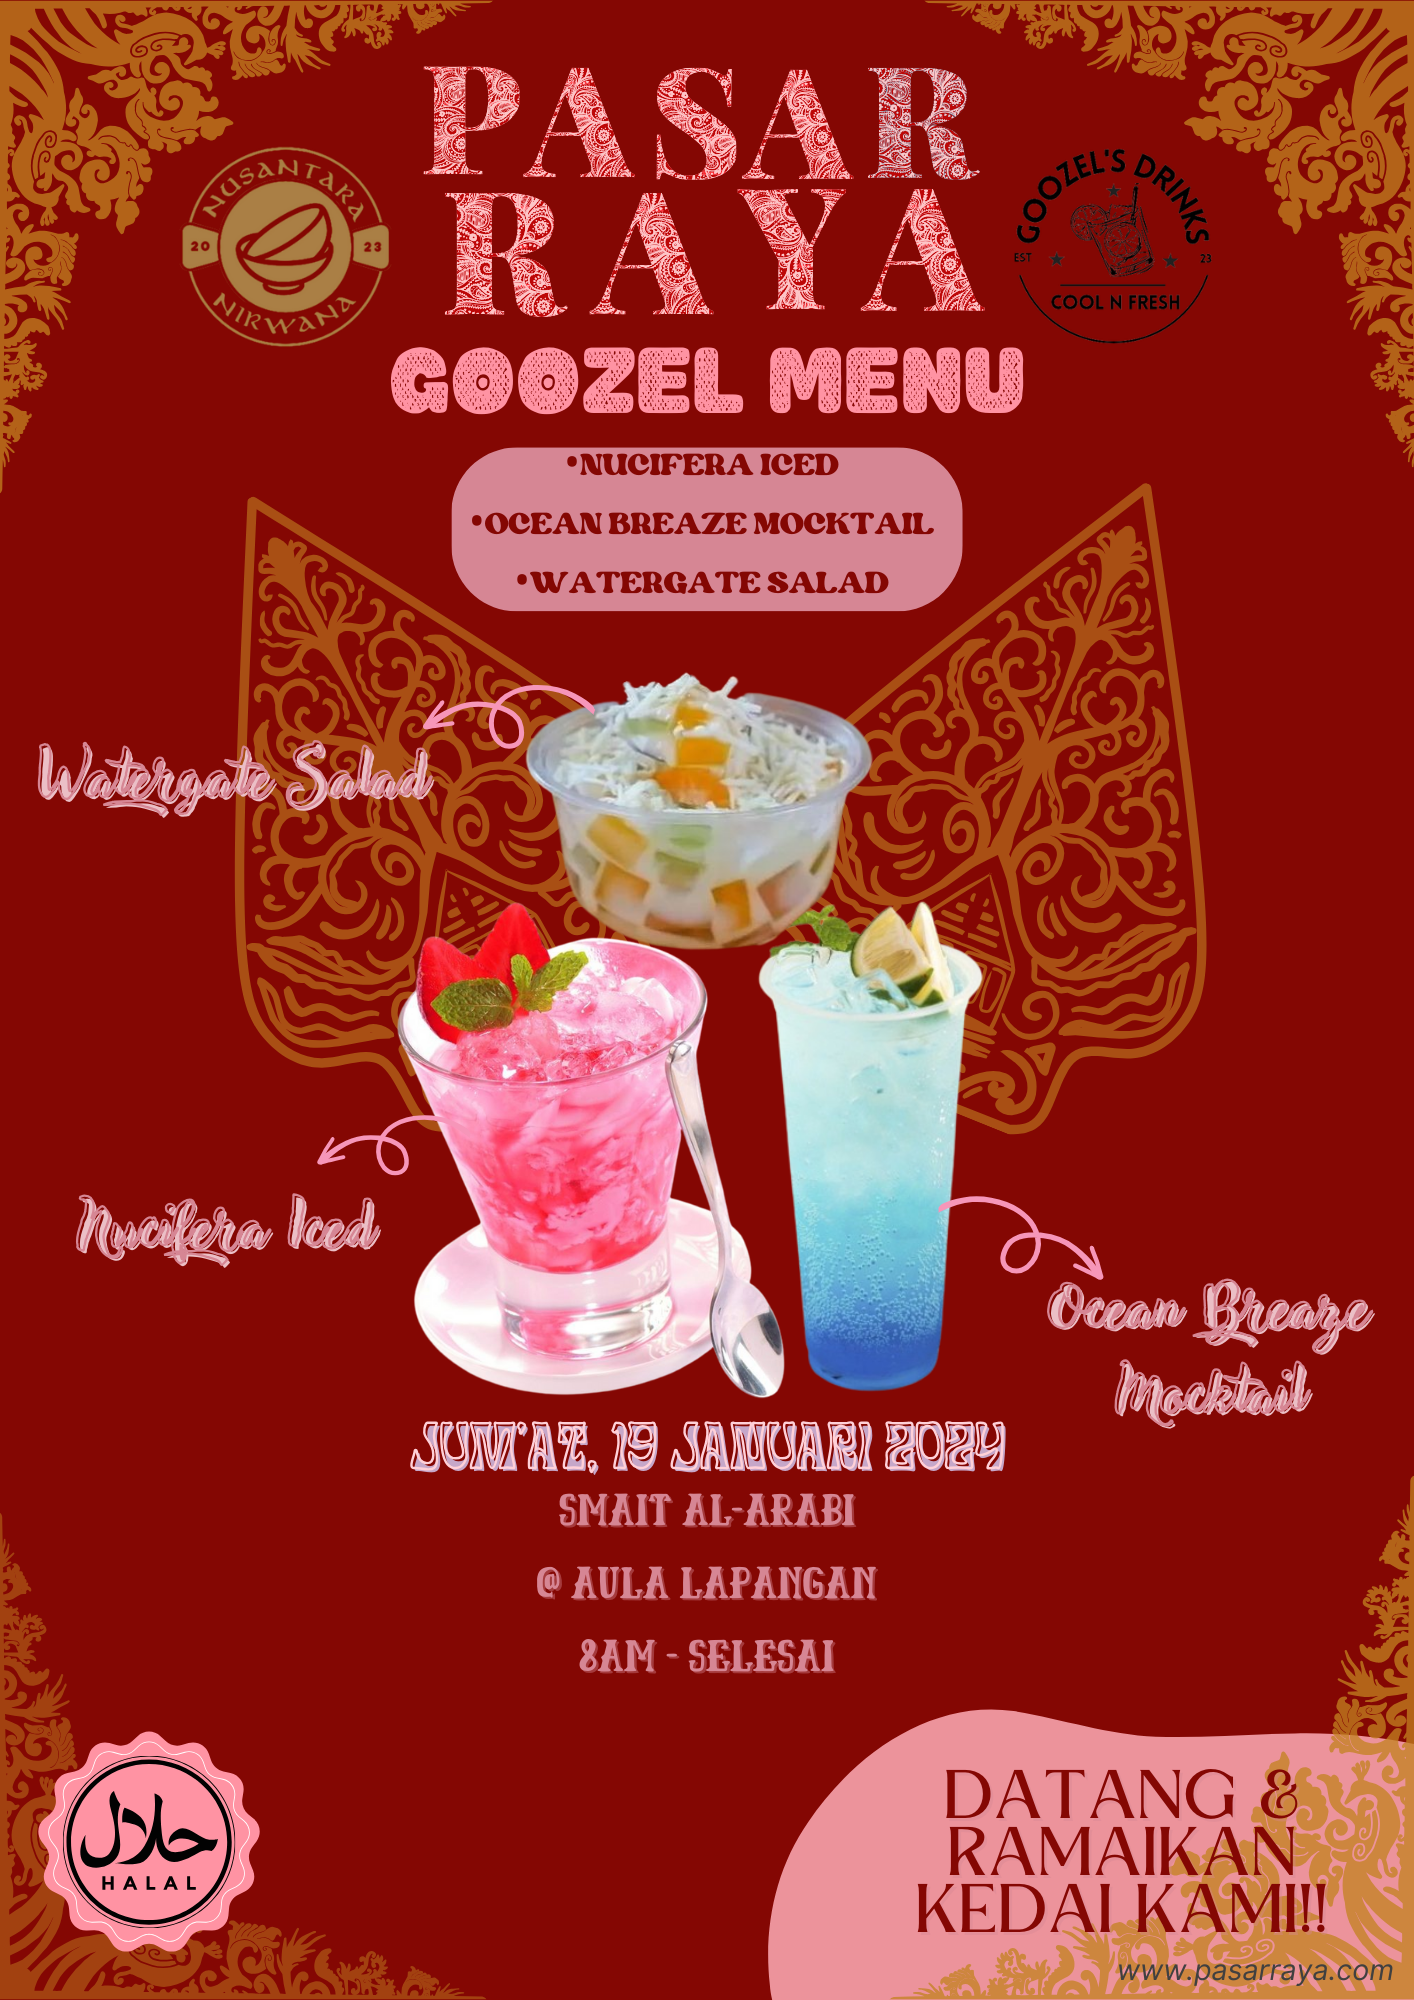 PASAR
RAYA
NUSANTARA
20 23
NIRWANA
GOOZEL'S DRINKS
EST 23
COOL N FRESH
GOOZEL MENU
•NUCIFERA ICED
•OCEAN BREAZE MOCKTAIL
•WATERGATE SALAD
Watergate Salad
Nucifera Iced
Ocean Breaze
Mocktail
JUM'AT, 19 JANUARI 2024
SMAIT AL-ARABI
@ AULA LAPANGAN
8AM - SELESAI
حلال
HALAL
DATANG &
RAMAIKAN
KEDAI KAMI!!
www.pasarraya.com